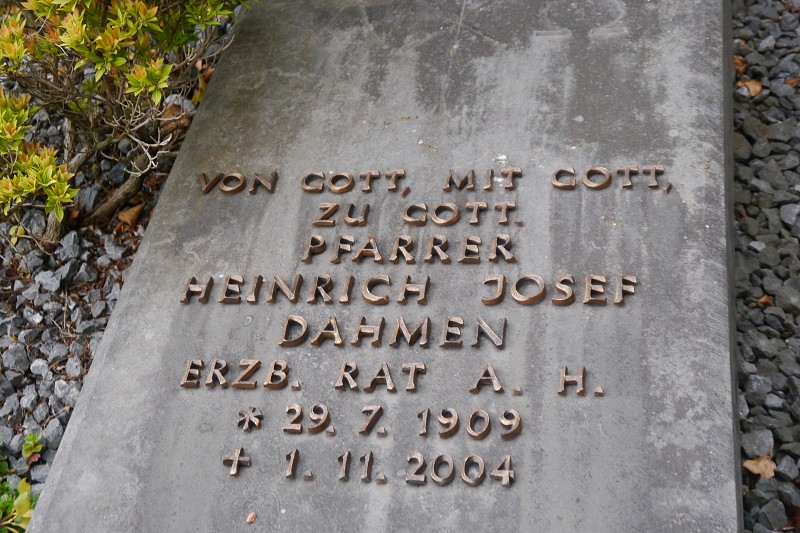 VON GOTT, MIT GOTT,
ZU GOTT.
PFARRER
HEINRICH JOSEF
DAHMEN
ERZB. RAT A. H.
* 29. 7. 1909
+ 1. 11. 2004